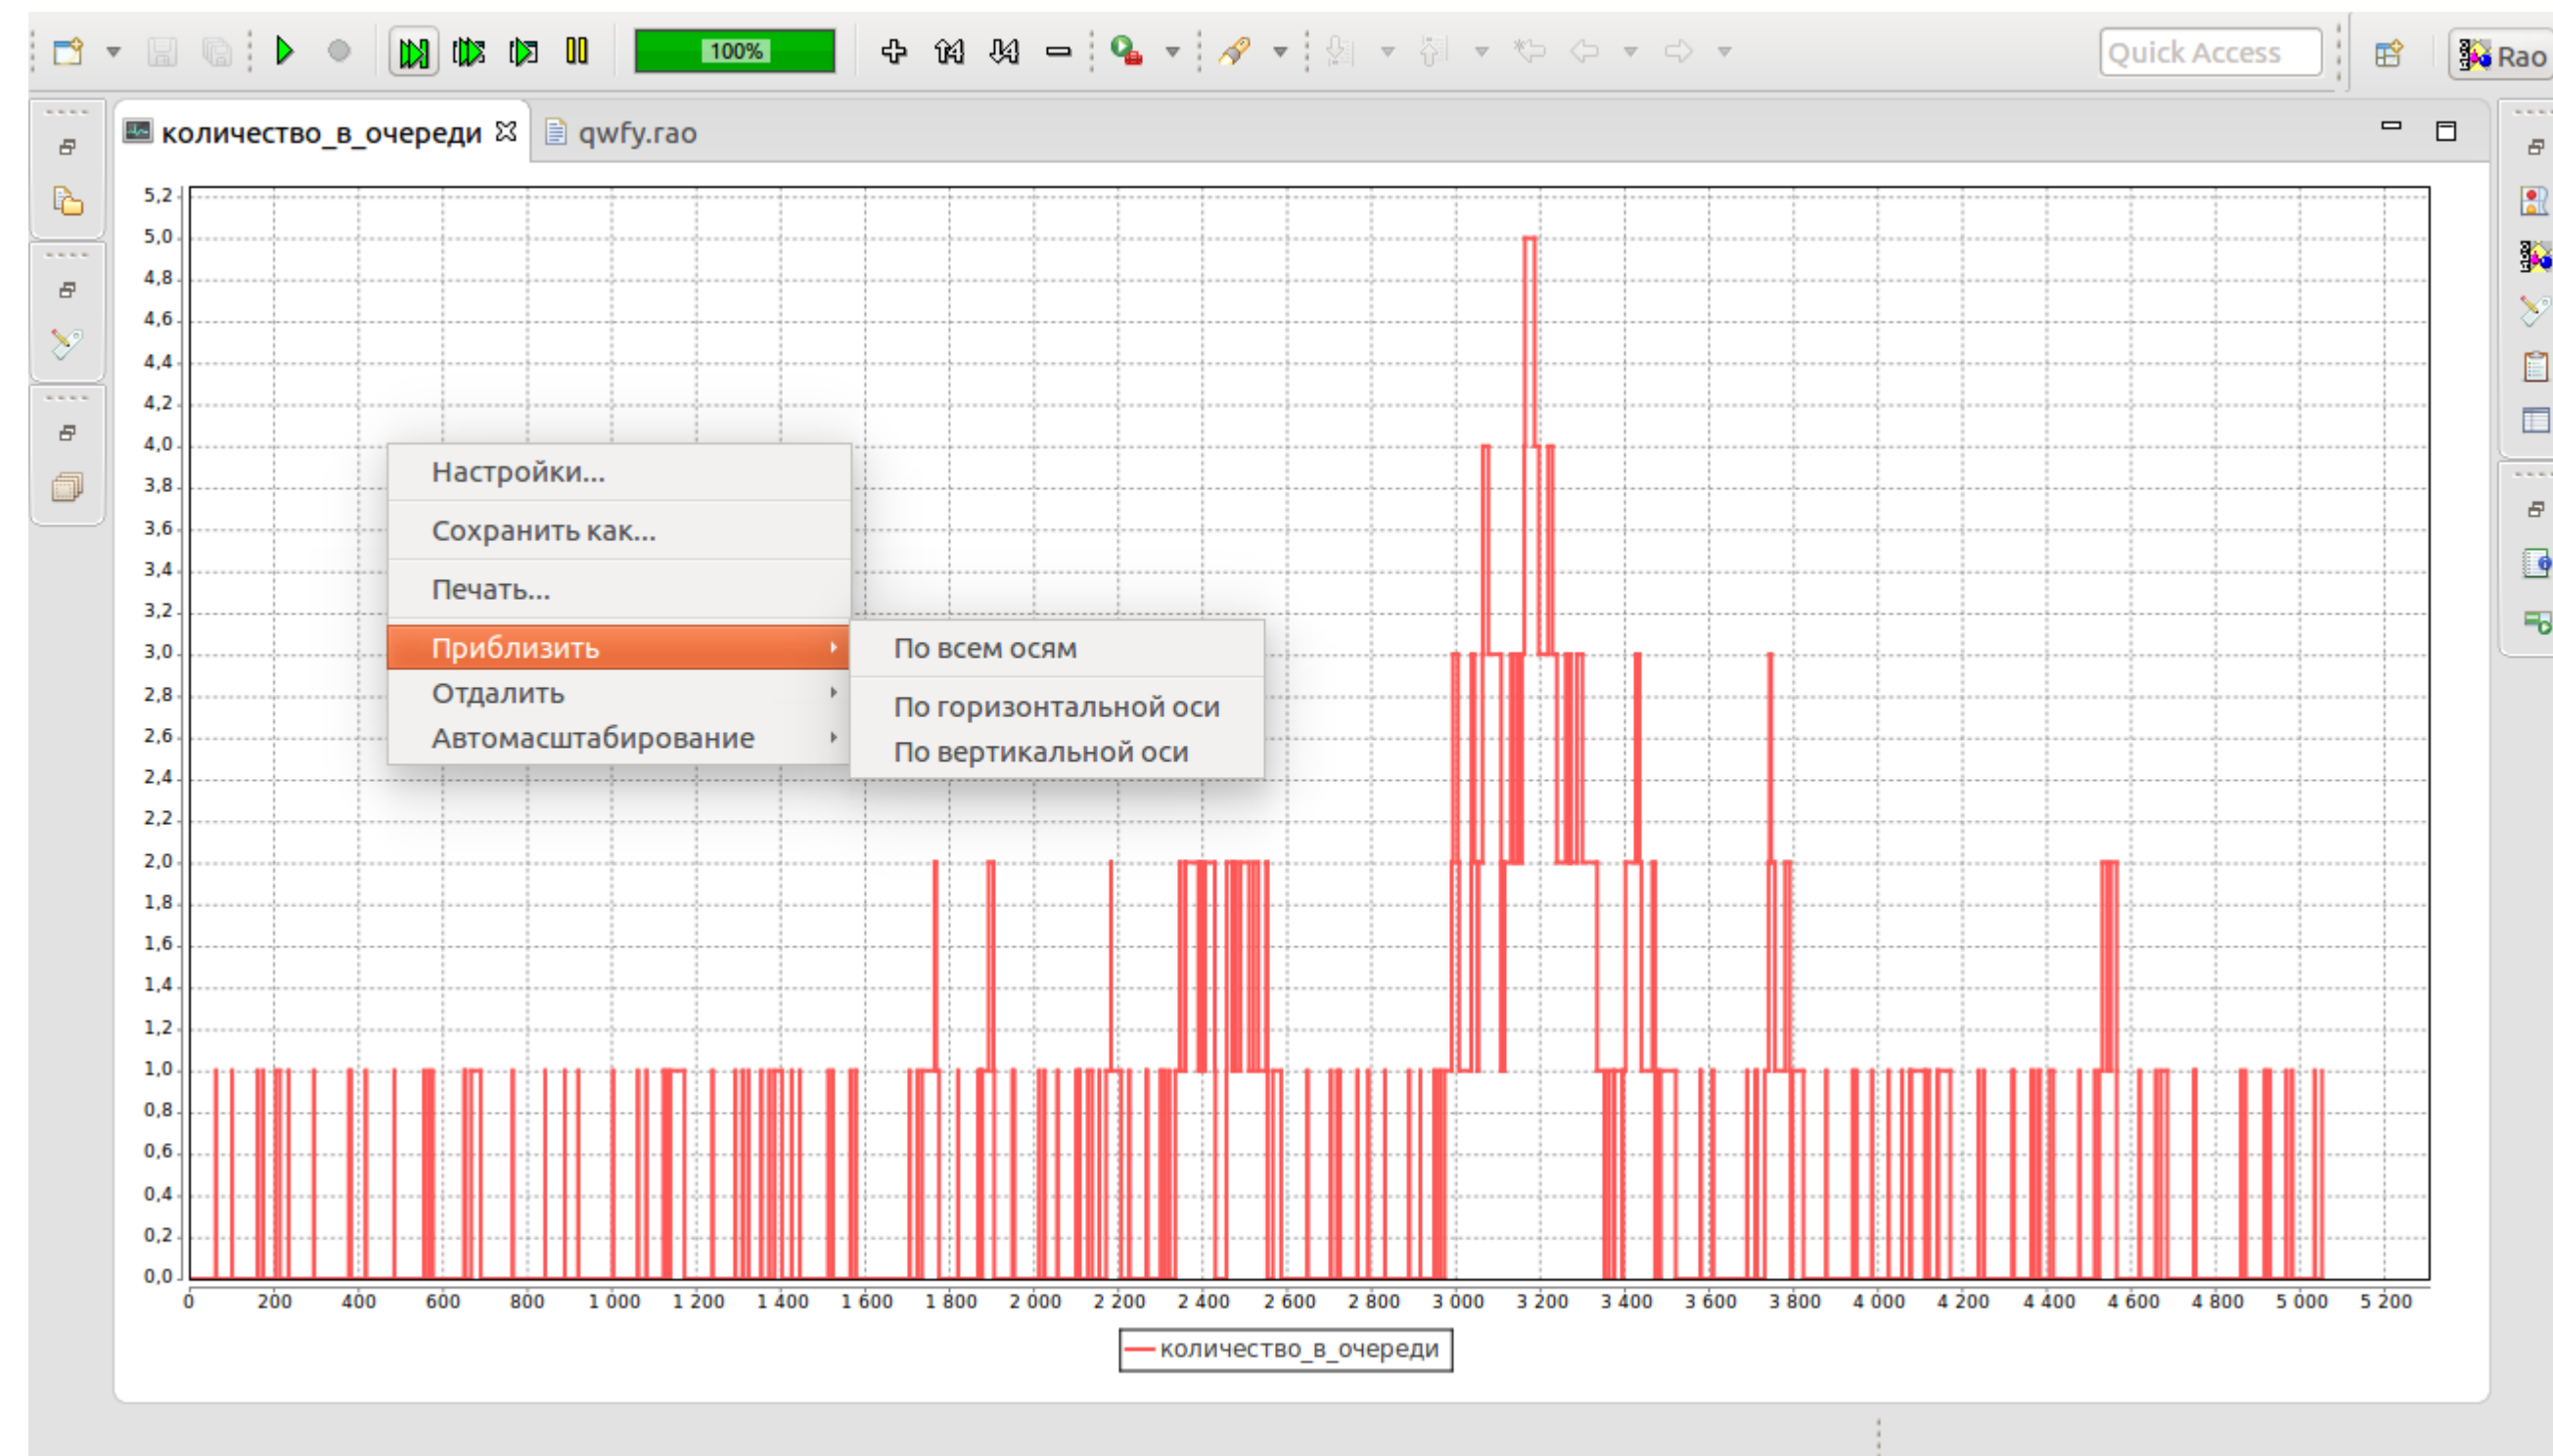 100%
Quick Access
Rao
количество_в_очереди
qwfy.rao
5,2
5,0
4,8
4,6
4,4
4,2
4,0
3,8
3,6
3,4
3,2
3,0
2,8
2,6
2,4
2,2
2,0
1,8
1,6
1,4
1,2
1,0
0,8
0,6
0,4
0,2
0,0
Настройки...
Сохранить как...
Печать...
Приблизить
Отдалить
Автомасштабирование
По всем осям
По горизонтальной оси
По вертикальной оси
0 200 400 600 800 1 000 1 200 1 400 1 600 1 800 2 000 2 200 2 400 2 600 2 800 3 000 3 200 3 400 3 600 3 800 4 000 4 200 4 400 4 600 4 800 5 000 5 200
количество_в_очереди